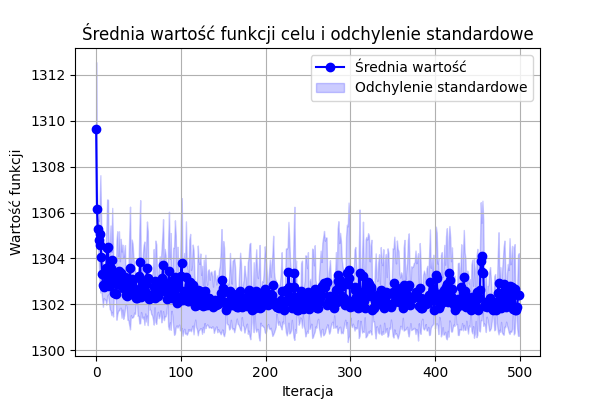 Średnia wartość funkcji celu i odchylenie standardowe
Średnia wartość
Odchylenie standardowe
Wartość funkcji
1312
1310
1308
1306
1304
1302
1300
0 100 200 300 400 500
Iteracja